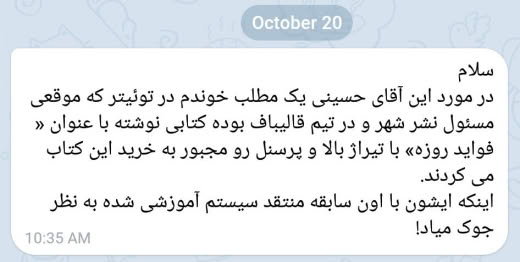 October 20
سلام
در مورد این آقای حسینی یک مطلب خوندم در توئیتر که موقعی
مسئول نشر شهر و در تیم قالیباف بوده کتابی نوشته با عنوان «
فواید روزه» با تیراژ بالا و پرسنل رو مجبور به خرید این کتاب
می کردند.
اینکه ایشون با اون سابقه منتقد سیستم آموزشی شده به نظر
جوک میاد!
10:35 AM